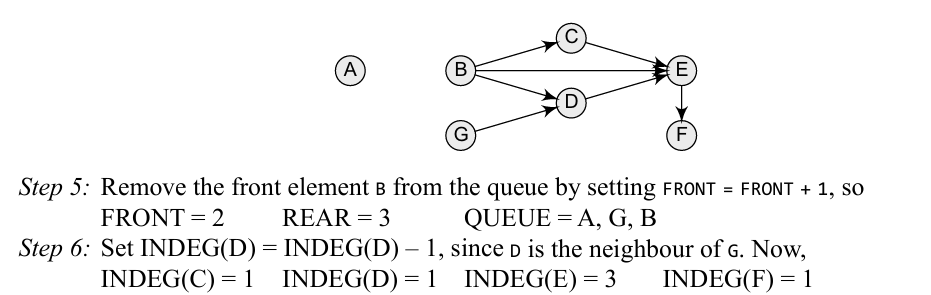 C
A B E
D
G F
Step 5: Remove the front element B from the queue by setting FRONT = FRONT + 1, so
FRONT = 2 REAR = 3 QUEUE = A, G, B
Step 6: Set INDEG(D) = INDEG(D) – 1, since D is the neighbour of G. Now,
INDEG(C) = 1 INDEG(D) = 1 INDEG(E) = 3 INDEG(F) = 1